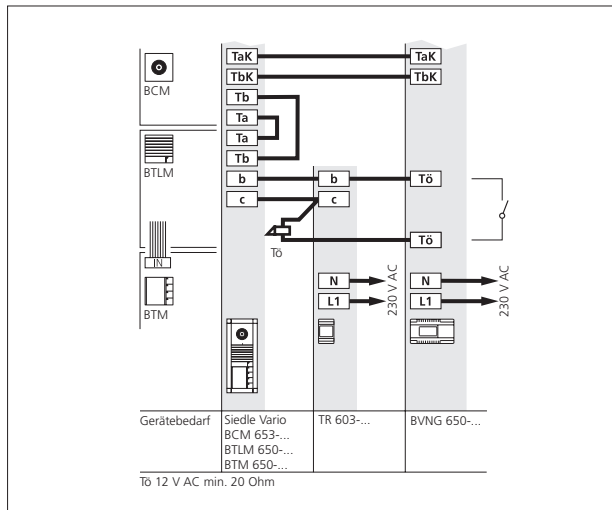 TaK TaK
TbK TbK
BCM
Tb
Ta
Ta
Tb
BTLM
b b Tö
c c
Tö
Tö
IN
N N
230 V AC 230 V AC
L1 L1
BTM
Gerätebedarf Siedle Vario TR 603-... BVNG 650-...
BCM 653-...
BTLM 650-...
BTM 650-...
Tö 12 V AC min. 20 Ohm